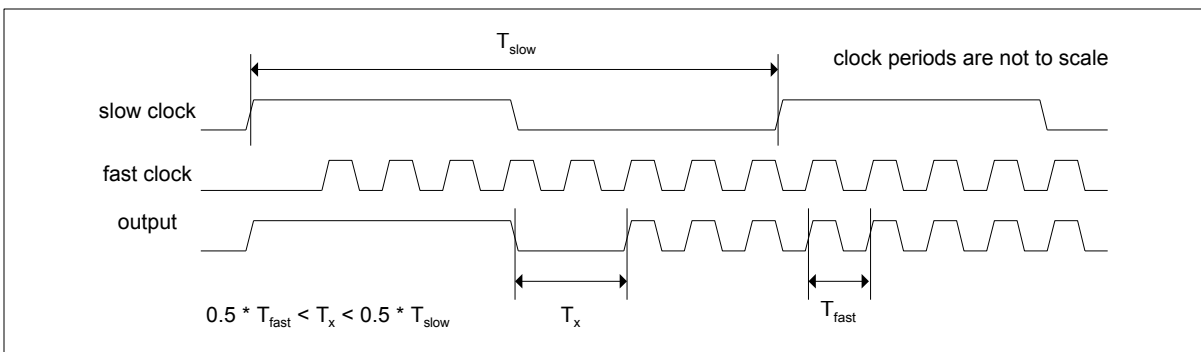 T_slow
clock periods are not to scale
slow clock
fast clock
output
0.5 * T_fast < T_x < 0.5 * T_slow
T_x
T_fast